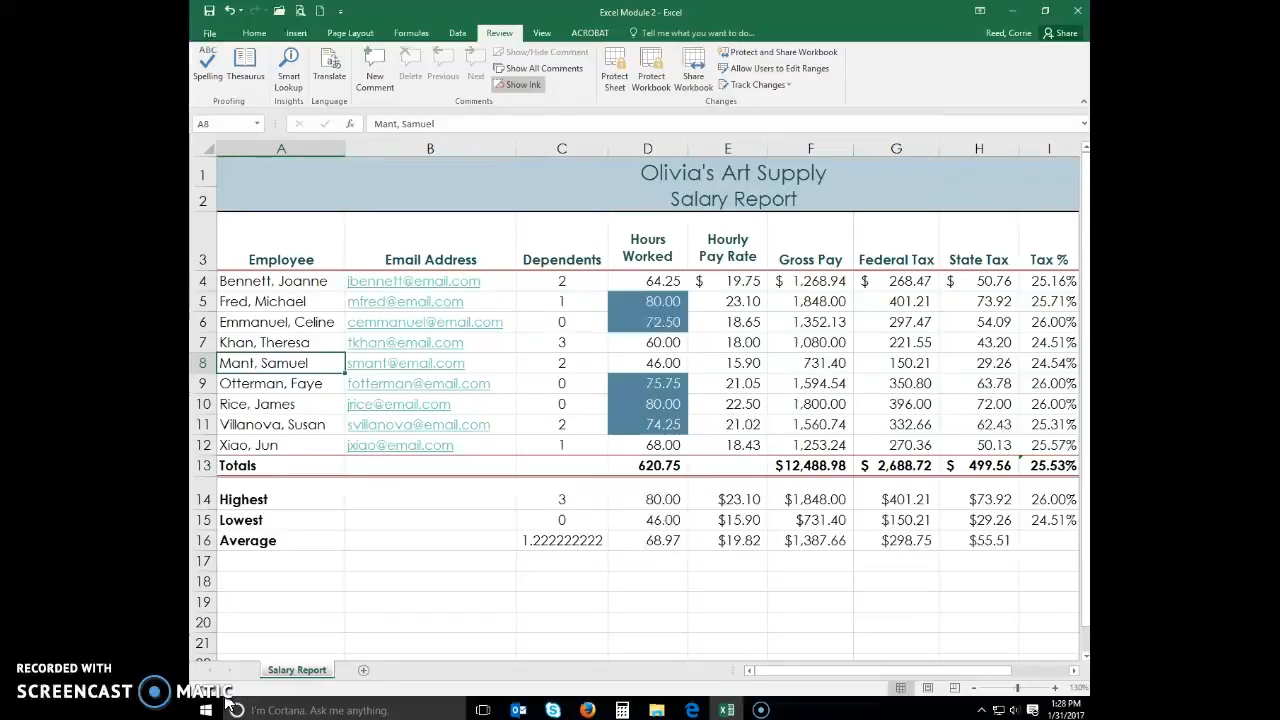 Excel Module 2 - Excel
Reed, Corrie Share
File Home Insert Page Layout Formulas Data Review View ACROBAT Tell me what you want to do...
ABC
Spelling Thesaurus Smart Lookup Translate New Comment Delete Previous Next Show/Hide Comment Show All Comments Show Ink Protect Sheet Protect Workbook Share Workbook Protect and Share Workbook Allow Users to Edit Ranges Track Changes
Proofing Insights Language Comments Changes
A8 fx Mant, Samuel
A B C D E F G H I
1 Olivia's Art Supply
2 Salary Report
3 Employee Email Address Dependents Hours Worked Hourly Pay Rate Gross Pay Federal Tax State Tax Tax %
4 Bennett, Joanne jbennett@email.com 2 64.25 $ 19.75 $ 1,268.94 $ 268.47 $ 50.76 25.16%
5 Fred, Michael mfred@email.com 1 80.00 23.10 1,848.00 401.21 73.92 25.71%
6 Emmanuel, Celine cemmanuel@email.com 0 72.50 18.65 1,352.13 297.47 54.09 26.00%
7 Khan, Theresa tkhan@email.com 3 60.00 18.00 1,080.00 221.55 43.20 24.51%
8 Mant, Samuel smant@email.com 2 46.00 15.90 731.40 150.21 29.26 24.54%
9 Otterman, Faye fotterman@email.com 0 75.75 21.05 1,594.54 350.80 63.78 26.00%
10 Rice, James jrice@email.com 0 80.00 22.50 1,800.00 396.00 72.00 26.00%
11 Villanova, Susan svillanova@email.com 2 74.25 21.02 1,560.74 332.66 62.43 25.31%
12 Xiao, Jun jxiao@email.com 1 68.00 18.43 1,253.24 270.36 50.13 25.57%
13 Totals 620.75 $12,488.98 $ 2,688.72 $ 499.56 25.53%
14 Highest 3 80.00 $23.10 $1,848.00 $401.21 $73.92 26.00%
15 Lowest 0 46.00 $15.90 $731.40 $150.21 $29.26 24.51%
16 Average 1.222222222 68.97 $19.82 $1,387.66 $298.75 $55.51
17
18
19
20
21
Salary Report
130%
RECORDED WITH
SCREENCAST MATIC
I'm Cortana. Ask me anything.
1:28 PM
1/31/2017